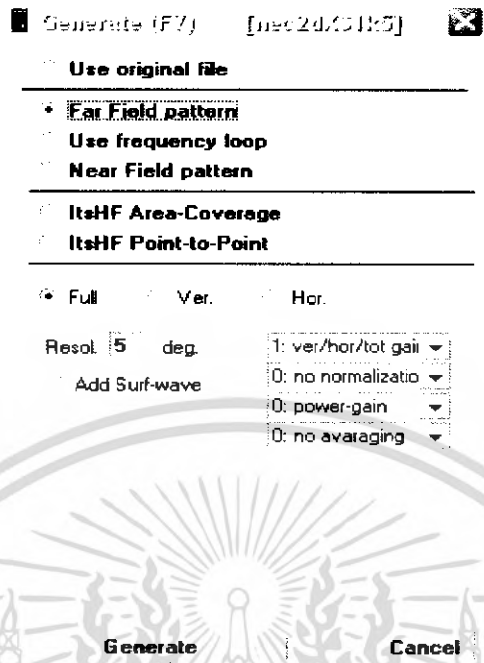 Generate (F7) [nec2d
Use original file
Far Field pattern
Use frequency loop
Near Field pattern
ItsHF Area-Coverage
ItsHF Point-to-Point
Full Ver. Hor.
Resol. 5 deg. 1: ver/hor/tot gair
Add Surf-wave 0: no normalizatio
0: power-gain
0: no avaraging
Generate Cancel